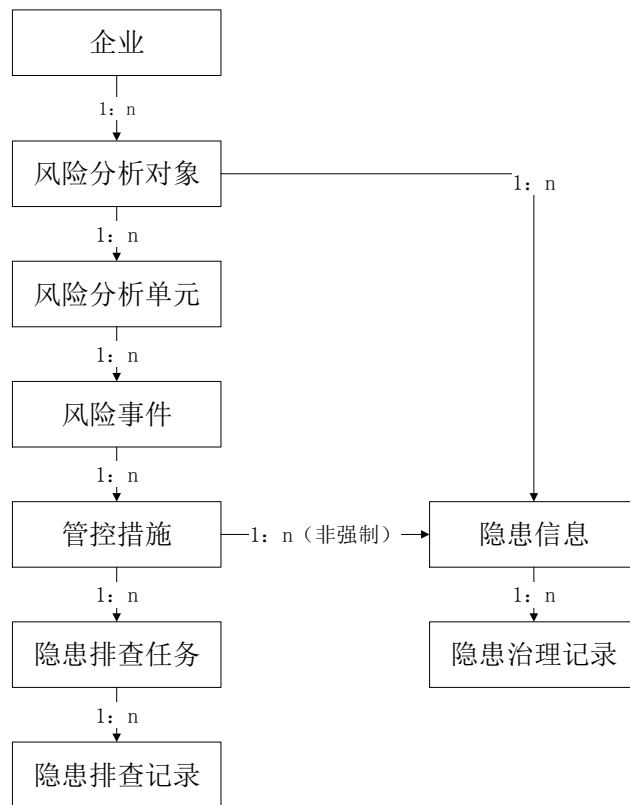 企业
1: n
风险分析对象
1: n
1: n
风险分析单元
1: n
风险事件
1: n
管控措施
1: n（非强制）
隐患信息
1: n
1: n
隐患排查任务
隐患治理记录
1: n
隐患排查记录